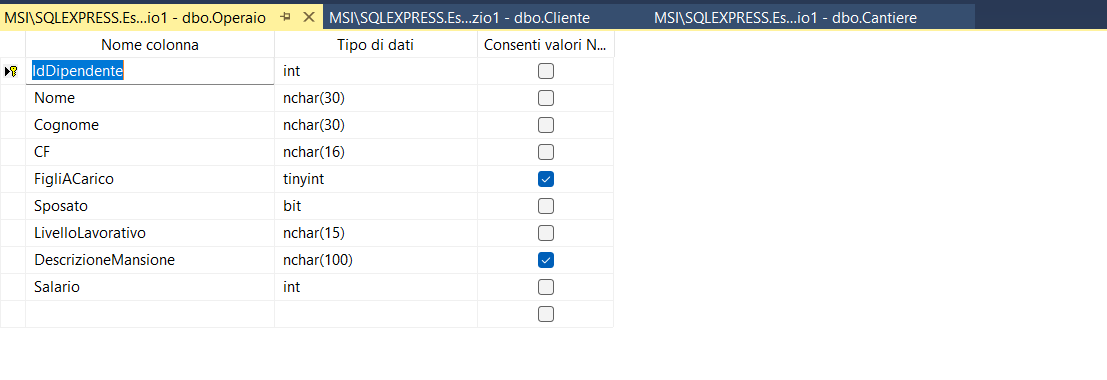 MSI\SQLEXPRESS.Es...io1 - dbo.Operaio MSI\SQLEXPRESS.Es...zio1 - dbo.Cliente MSI\SQLEXPRESS.Es...io1 - dbo.Cantiere
Nome colonna Tipo di dati Consenti valori N...
IdDipendente int
Nome nchar(30)
Cognome nchar(30)
CF nchar(16)
FigliACarico tinyint
Sposato bit
LivelloLavorativo nchar(15)
DescrizioneMansione nchar(100)
Salario int